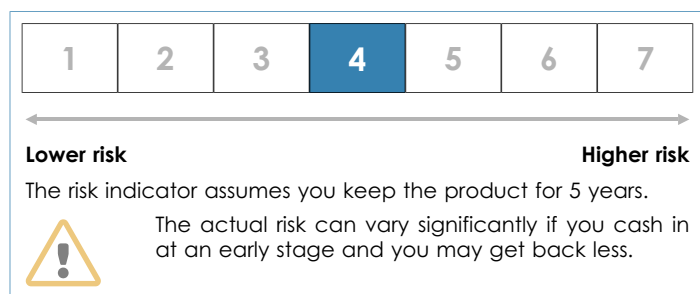 1 2 3 4 5 6 7
Lower risk Higher risk
The risk indicator assumes you keep the product for 5 years.
The actual risk can vary significantly if you cash in
at an early stage and you may get back less.